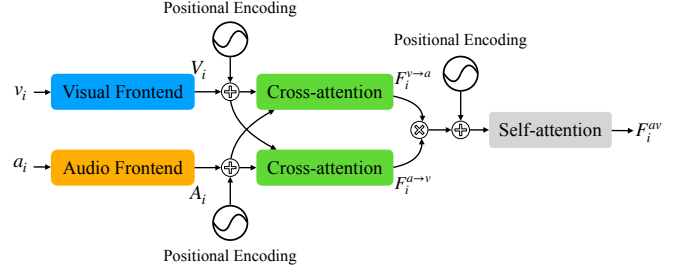 Positional Encoding
Positional Encoding
V_i
F_i^{v→a}
v_i
Visual Frontend
Cross-attention
Self-attention
F_i^{av}
a_i
Audio Frontend
Cross-attention
A_i
F_i^{a→v}
Positional Encoding